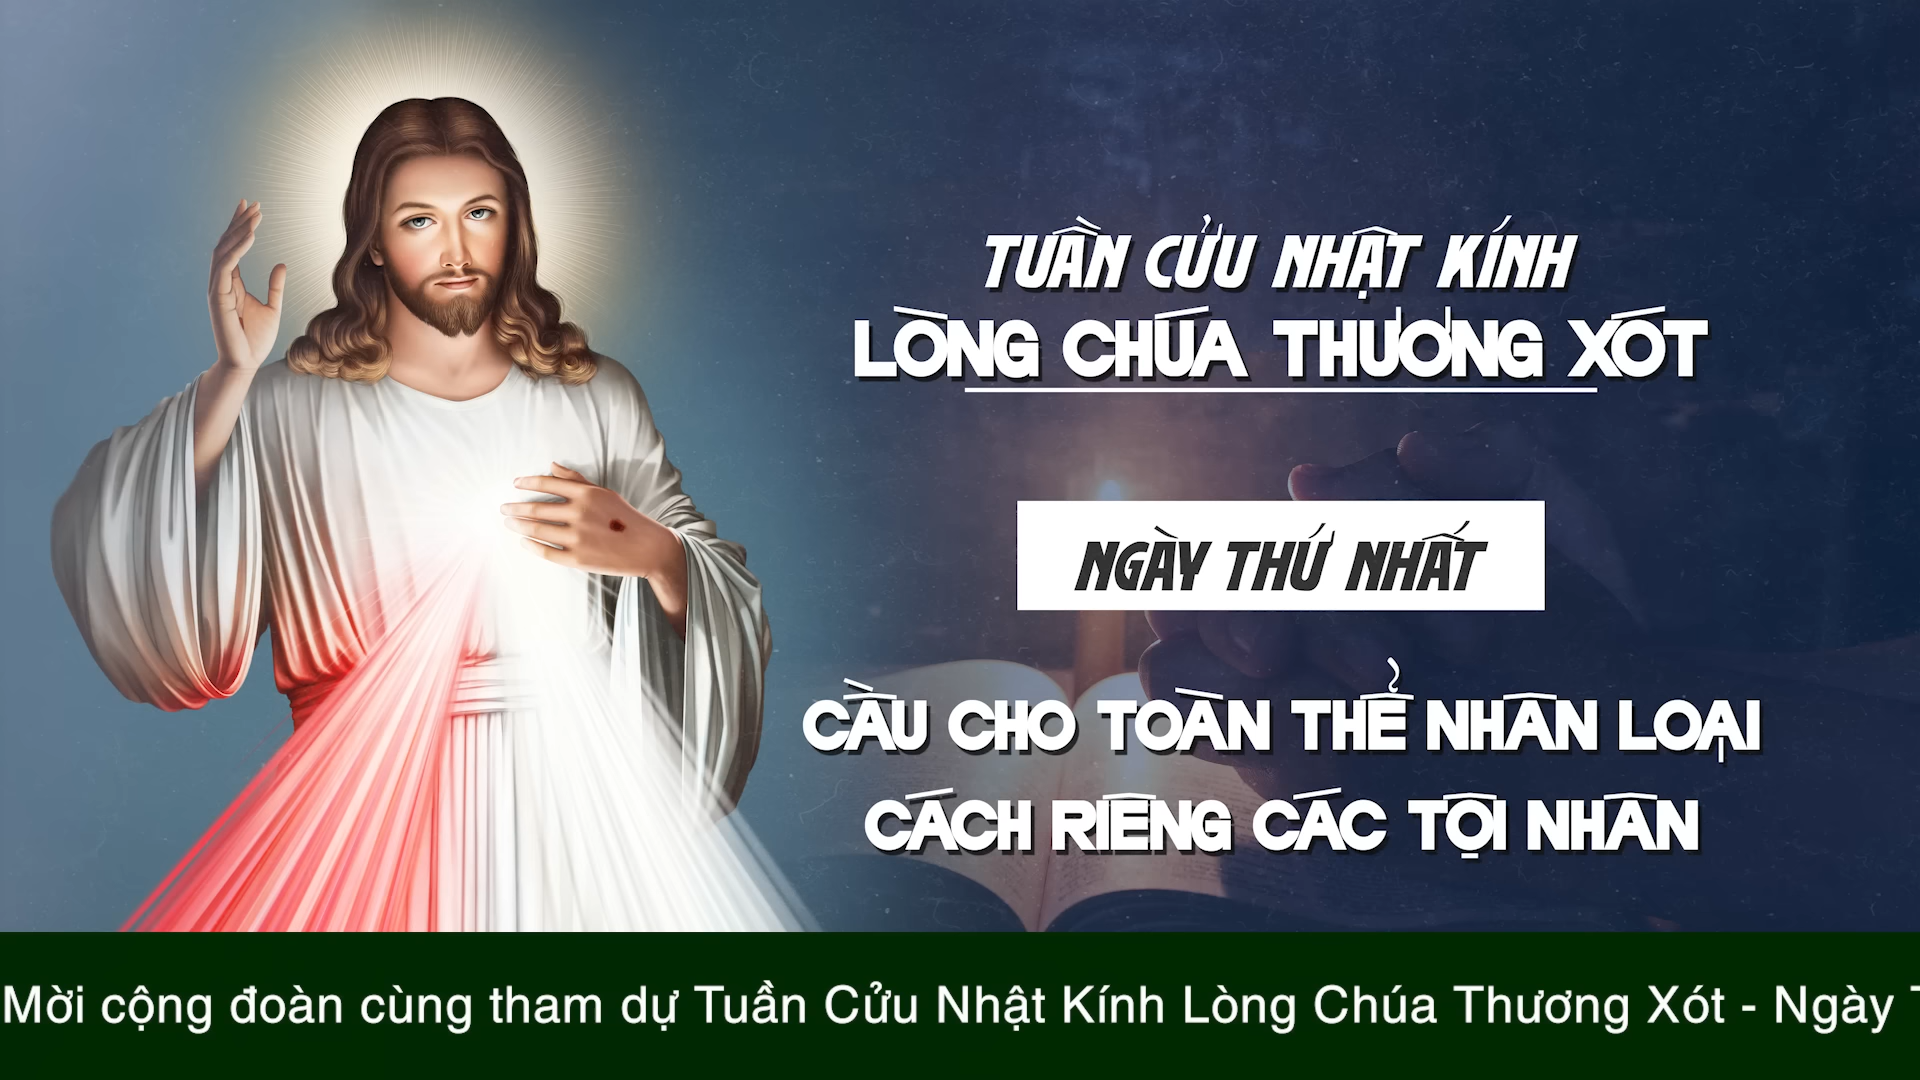 TUẦN CỬU NHẬT KÍNH
LÒNG CHÚA THƯƠNG XÓT
NGÀY THỨ NHẤT
CẦU CHO TOÀN THỂ NHÂN LOẠI
CÁCH RIÊNG CÁC TỘI NHÂN
Mời cộng đoàn cùng tham dự Tuần Cửu Nhật Kính Lòng Chúa Thương Xót - Ngày